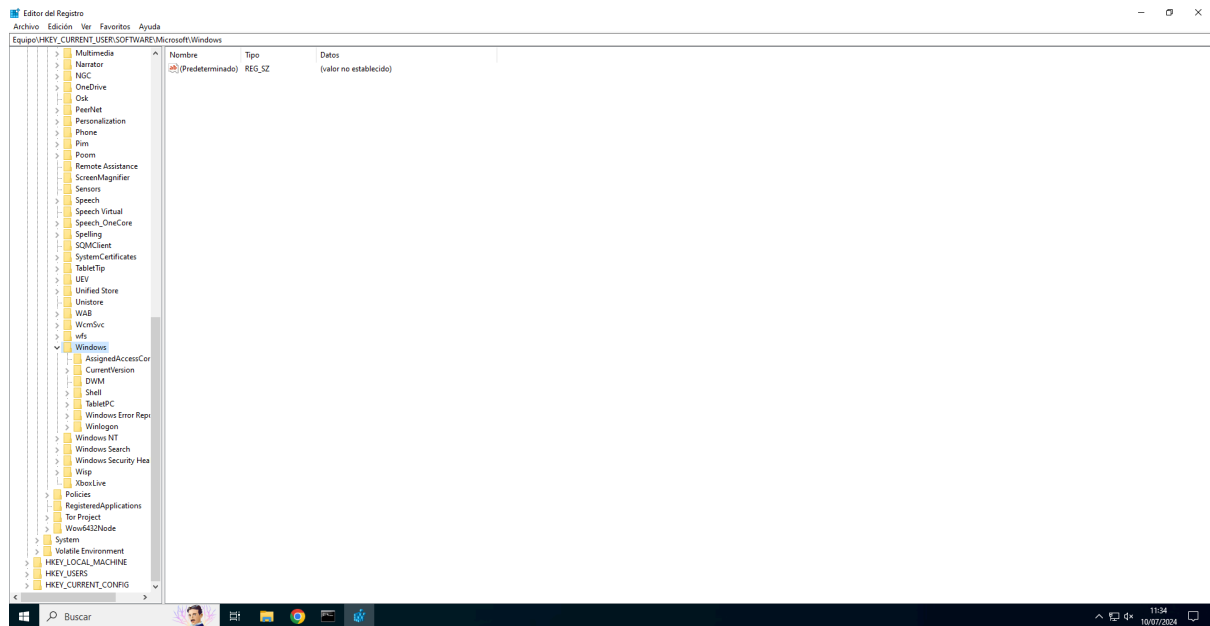 Editor del Registro
Archivo Edición Ver Favoritos Ayuda
Equipo\HKEY_CURRENT_USER\SOFTWARE\Microsoft\Windows
Nombre Tipo Datos
ab (Predeterminado) REG_SZ (valor no establecido)
Multimedia
Narrator
NGC
OneDrive
Osk
PeerNet
Personalization
Phone
Pim
Poom
Remote Assistance
ScreenMagnifier
Sensors
Speech
Speech Virtual
Speech_OneCore
Spelling
SQMClient
SystemCertificates
TabletTip
UEV
Unified Store
Unistore
WAB
WcmSvc
wfs
Windows
AssignedAccessCor
CurrentVersion
DWM
Shell
TabletPC
Windows Error Repo
Winlogon
Windows NT
Windows Search
Windows Security Hea
Wisp
XboxLive
Policies
RegisteredApplications
Tor Project
Wow6432Node
System
Volatile Environment
HKEY_LOCAL_MACHINE
HKEY_USERS
HKEY_CURRENT_CONFIG
Buscar
11:34
10/07/2024